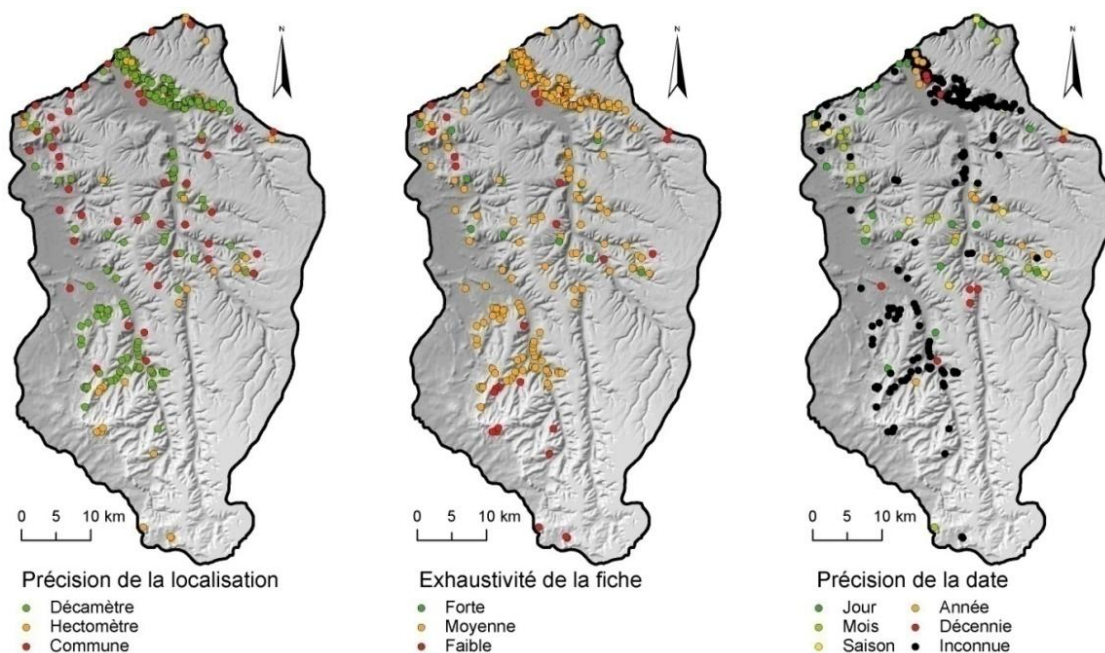 N
N
N
0 5 10 km
0 5 10 km
0 5 10 km
Précision de la localisation
Décamètre
Hectomètre
Commune
Exhaustivité de la fiche
Forte
Moyenne
Faible
Précision de la date
Jour
Mois
Saison
Année
Décennie
Inconnue